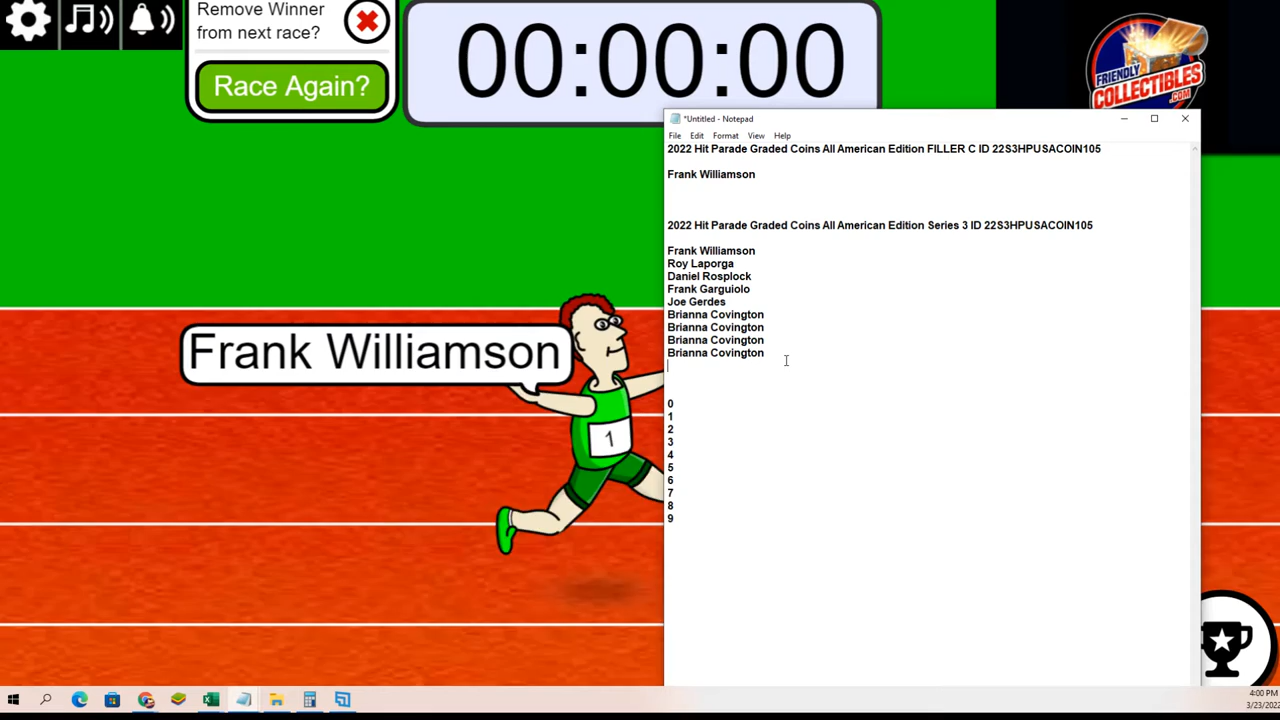 Remove Winner
from next race?
Race Again?
00:00:00
FRIENDLY
COLLECTIBLES
.COM
*Untitled - Notepad
File Edit Format View Help
2022 Hit Parade Graded Coins All American Edition FILLER C ID 22S3HPUSACOIN105
Frank Williamson
2022 Hit Parade Graded Coins All American Edition Series 3 ID 22S3HPUSACOIN105
Frank Williamson
Roy Laporga
Daniel Rosplock
Frank Garguiolo
Joe Gerdes
Brianna Covington
Brianna Covington
Brianna Covington
Brianna Covington
0
1
2
3
4
5
6
7
8
9
Frank Williamson
1
4:00 PM
3/23/2022